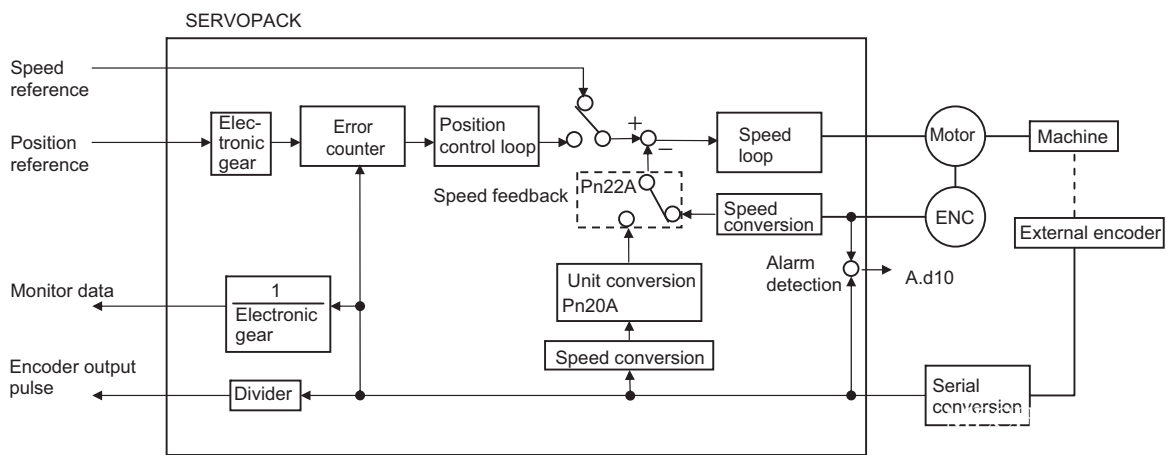 SERVOPACK
Speed
reference
Position
reference
Elec-
tronic
gear
Error
counter
Position
control loop
+
−
Speed
loop
Motor
Machine
Speed feedback
Pn22A
Speed
conversion
ENC
External encoder
Alarm
detection
A.d10
Unit conversion
Pn20A
Monitor data
1
Electronic
gear
Speed conversion
Encoder output
pulse
Divider
Serial
conversion